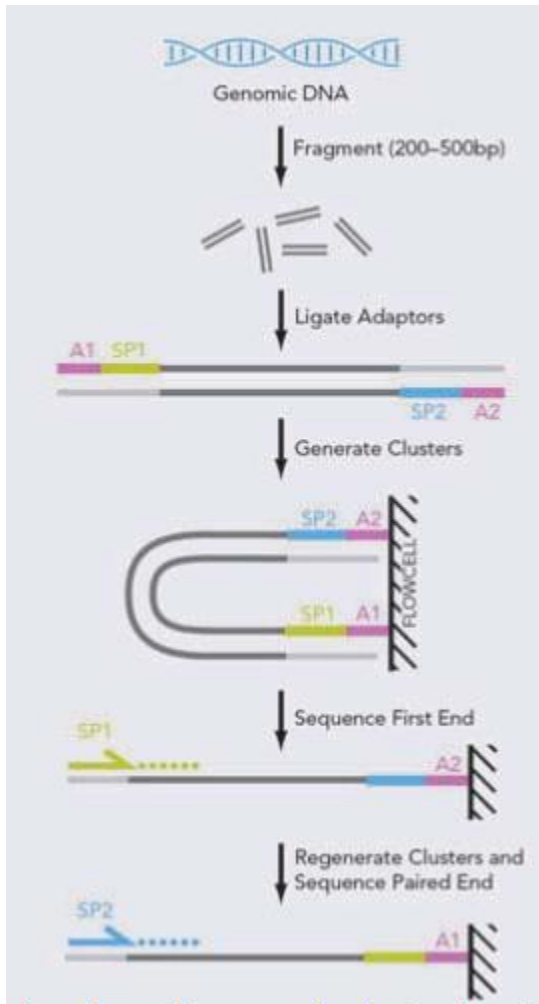 Genomic DNA
Fragment (200–500bp)
Ligate Adaptors
A1 SP1
SP2 A2
Generate Clusters
SP2 A2
FLOWCELL
SP1 A1
Sequence First End
SP1
A2
Regenerate Clusters and
Sequence Paired End
SP2
A1